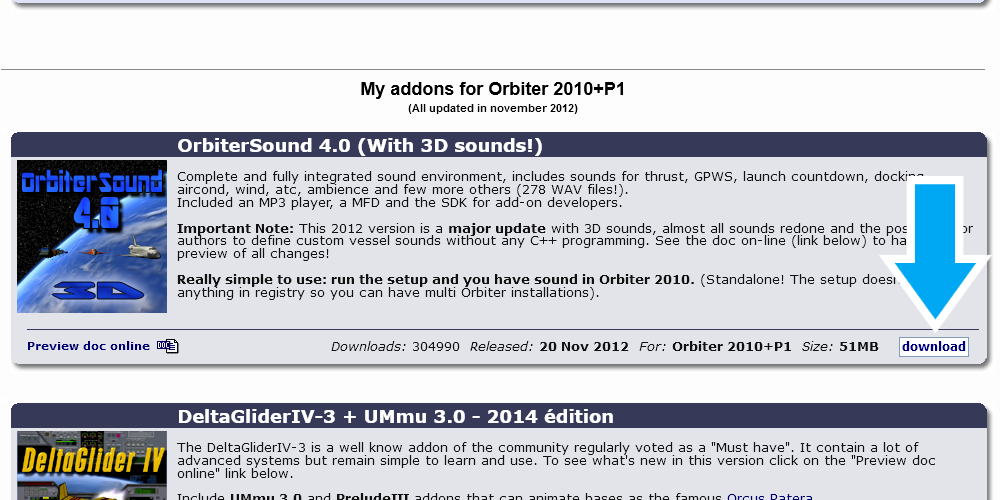 My addons for Orbiter 2010+P1
(All updated in november 2012)
OrbiterSound 4.0 (With 3D sounds!)
OrbiterSound
4.0
3D
Complete and fully integrated sound environment, includes sounds for thrust, GPWS, launch countdown, docking
aircond, wind, atc, ambience and few more others (278 WAV files!).
Included an MP3 player, a MFD and the SDK for add-on developers.
Important Note: This 2012 version is a major update with 3D sounds, almost all sounds redone and the
authors to define custom vessel sounds without any C++ programming. See the doc on-line (link below) to
preview of all changes!
Really simple to use: run the setup and you have sound in Orbiter 2010. (Standalone! The setup
anything in registry so you can have multi Orbiter installations).
Preview doc online DOC Downloads: 304990 Released: 20 Nov 2012 For: Orbiter 2010+P1 Size: 51MB download
DeltaGliderIV-3 + UMmu 3.0 - 2014 édition
DeltaGlider IV
The DeltaGliderIV-3 is a well know addon of the community regularly voted as a "Must have". It contain a lot of
advanced systems but remain simple to learn and use. To see what's new in this version click on the "Preview doc
online" link below.
Include UMmu 3.0 and PreludeIII addons that can animate bases as the famous Orcus Patera